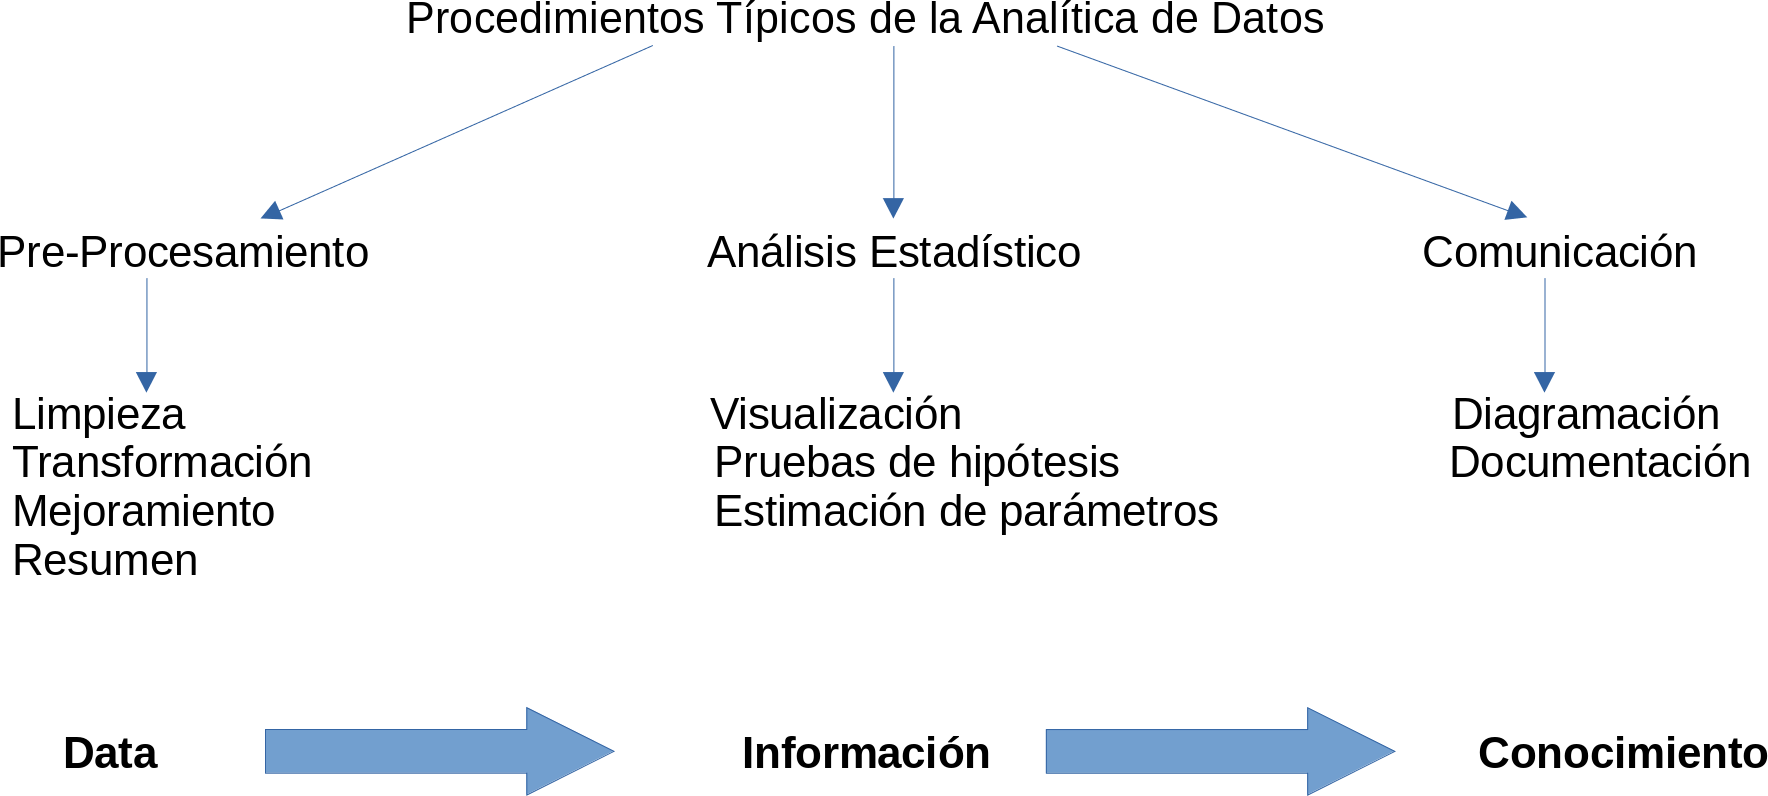 Procedimientos Típicos de la Analítica de Datos
Pre-Procesamiento
Análisis Estadístico
Comunicación
Limpieza
Transformación
Mejoramiento
Resumen
Visualización
Pruebas de hipótesis
Estimación de parámetros
Diagramación
Documentación
Data
Información
Conocimiento